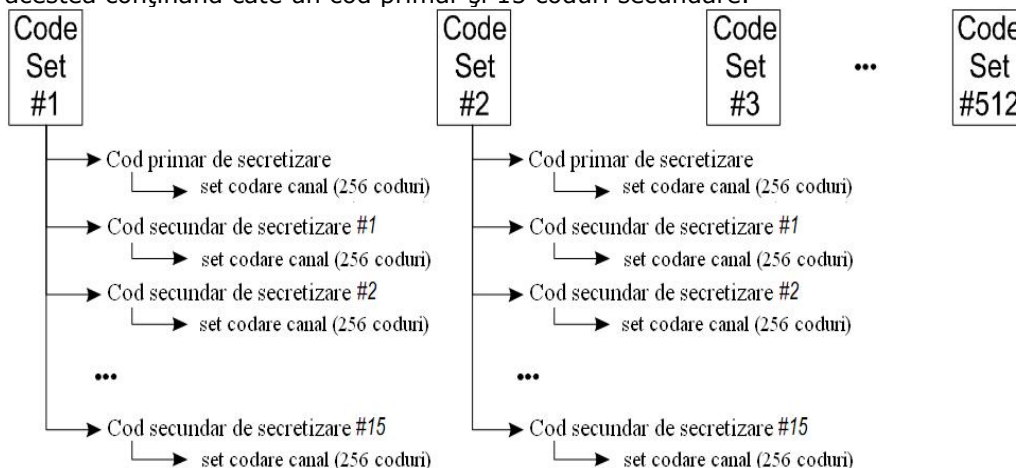 acestea conţinând câte un cod primar şi 15 coduri secundare.
Code
Set
#1
Code
Set
#2
Code
Set
#3
•••
Code
Set
#512
Cod primar de secretizare
set codare canal (256 coduri)
Cod secundar de secretizare #1
set codare canal (256 coduri)
Cod secundar de secretizare #2
set codare canal (256 coduri)
•••
Cod secundar de secretizare #15
set codare canal (256 coduri)
Cod primar de secretizare
set codare canal (256 coduri)
Cod secundar de secretizare #1
set codare canal (256 coduri)
Cod secundar de secretizare #2
set codare canal (256 coduri)
•••
Cod secundar de secretizare #15
set codare canal (256 coduri)